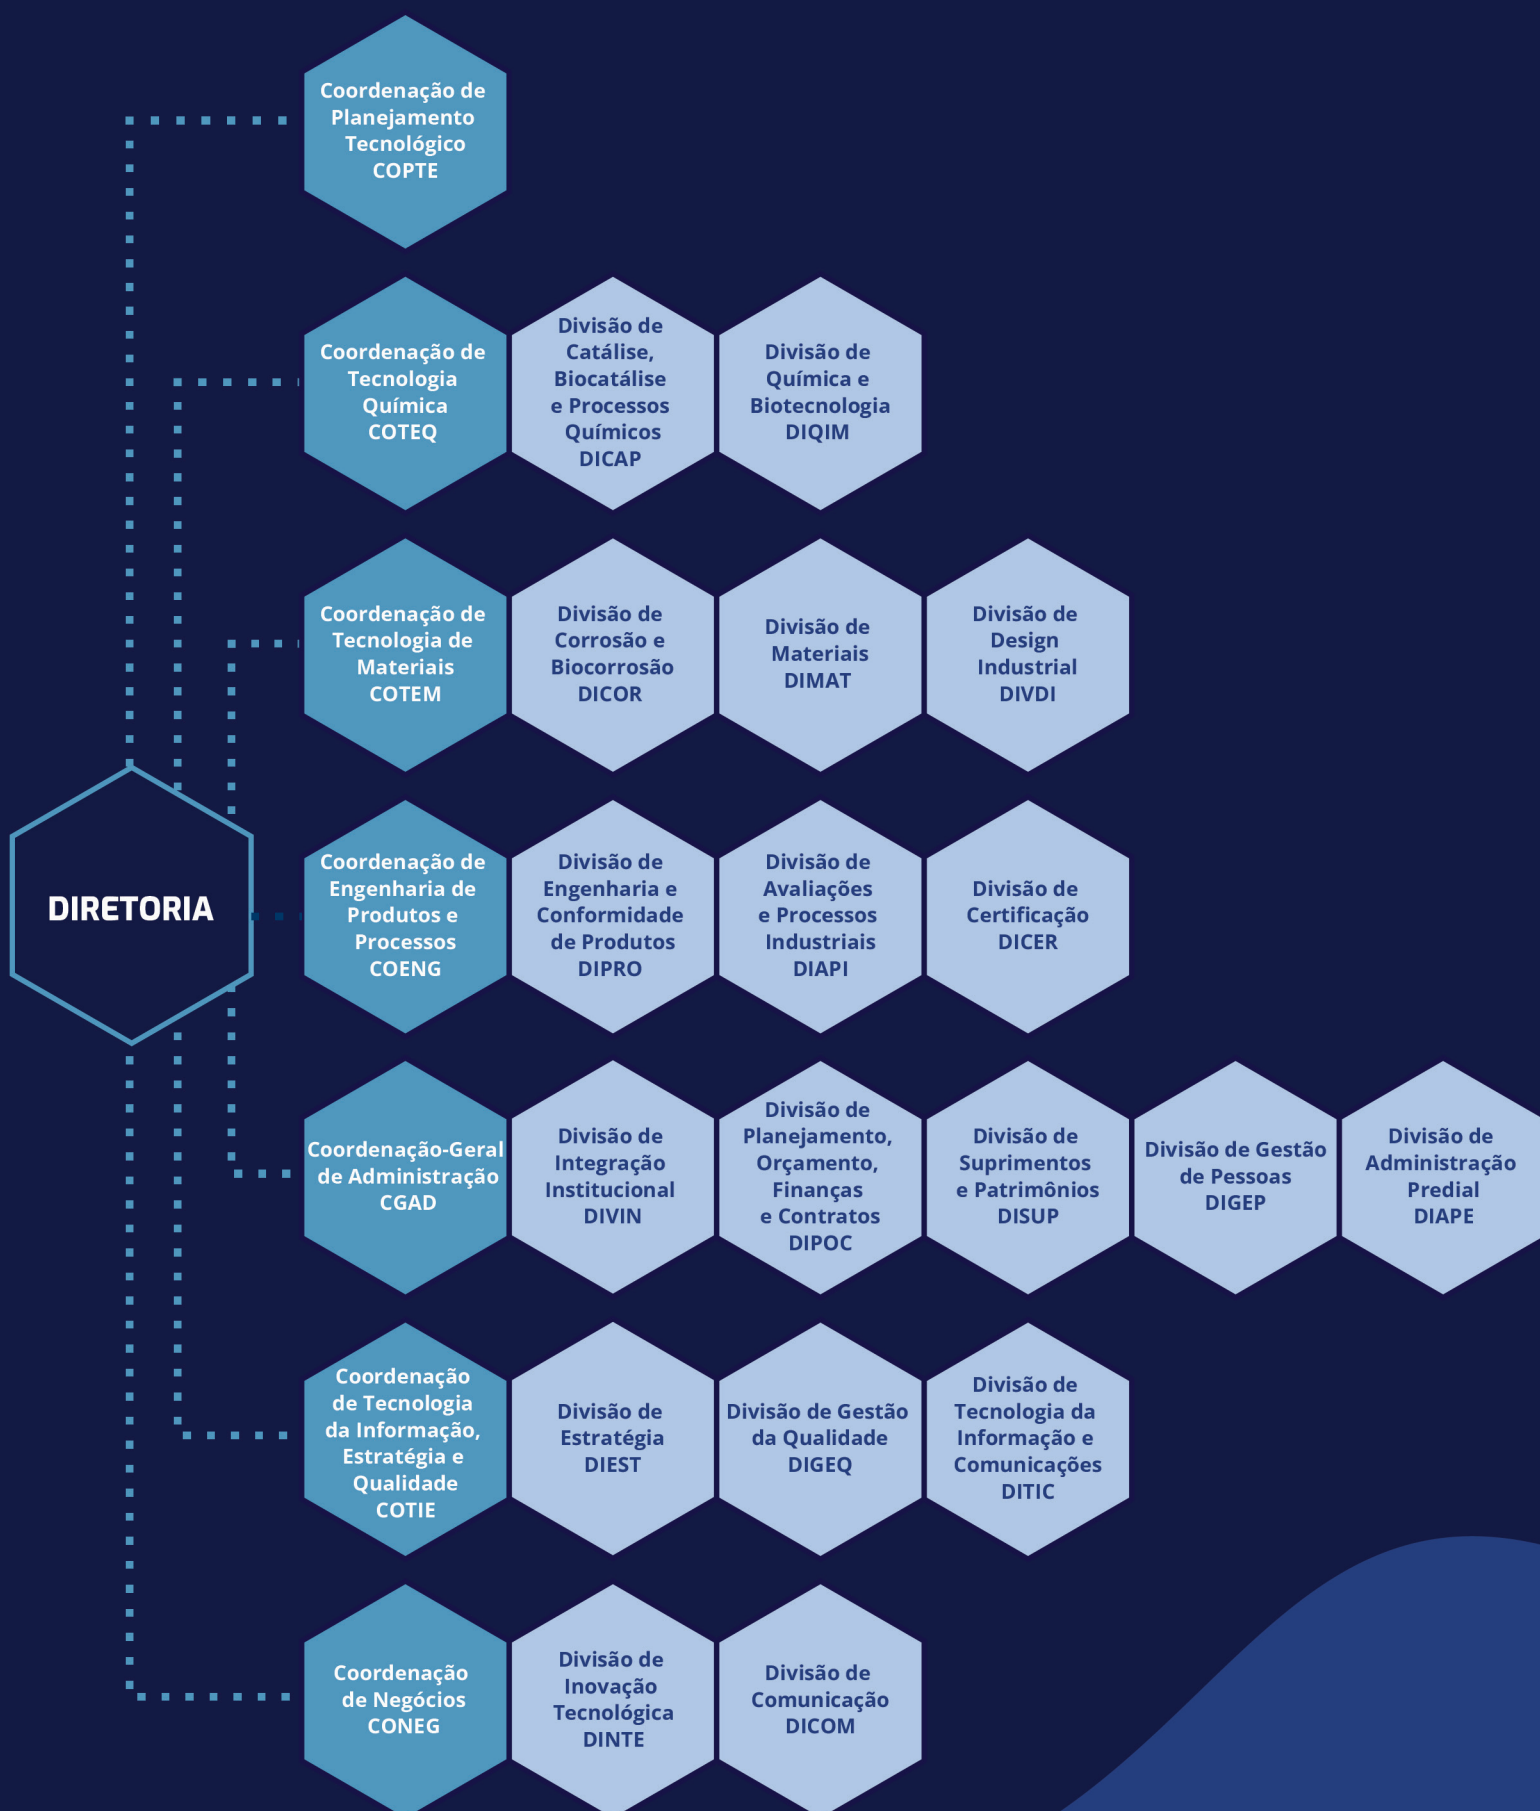 Coordenação de
Planejamento
Tecnológico
COPTE
Coordenação de
Tecnologia
Química
COTEQ
Divisão de
Catálise,
Biocatálise
e Processos
Químicos
DICAP
Divisão de
Química e
Biotecnologia
DIQIM
Coordenação de
Tecnologia de
Materiais
COTEM
Divisão de
Corrosão e
Biocorrosão
DICOR
Divisão de
Materiais
DIMAT
Divisão de
Design
Industrial
DIVDI
DIRETORIA
Coordenação de
Engenharia de
Produtos e
Processos
COENG
Divisão de
Engenharia e
Conformidade
de Produtos
DIPRO
Divisão de
Avaliações
e Processos
Industriais
DIAPI
Divisão de
Certificação
DICER
Coordenação-Geral
de Administração
CGAD
Divisão de
Integração
Institucional
DIVIN
Divisão de
Planejamento,
Orçamento,
Finanças
e Contratos
DIPOC
Divisão de
Suprimentos
e Patrimônios
DISUP
Divisão de Gestão
de Pessoas
DIGEP
Divisão de
Administração
Predial
DIAPE
Coordenação
de Tecnologia
da Informação,
Estratégia e
Qualidade
COTIE
Divisão de
Estratégia
DIEST
Divisão de Gestão
da Qualidade
DIGEQ
Divisão de
Tecnologia da
Informação e
Comunicações
DITIC
Coordenação
de Negócios
CONEG
Divisão de
Inovação
Tecnológica
DINTE
Divisão de
Comunicação
DICOM